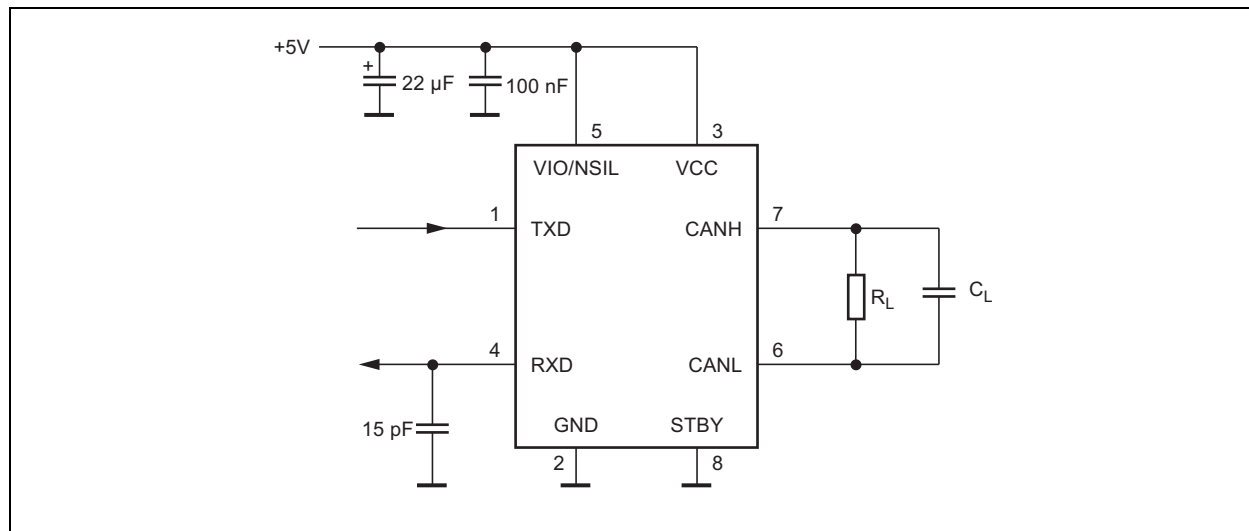 +5V
+
22 µF
100 nF
5
3
VIO/NSIL
VCC
1
7
TXD
CANH
R_L
C_L
4
6
RXD
CANL
15 pF
GND
STBY
2
8